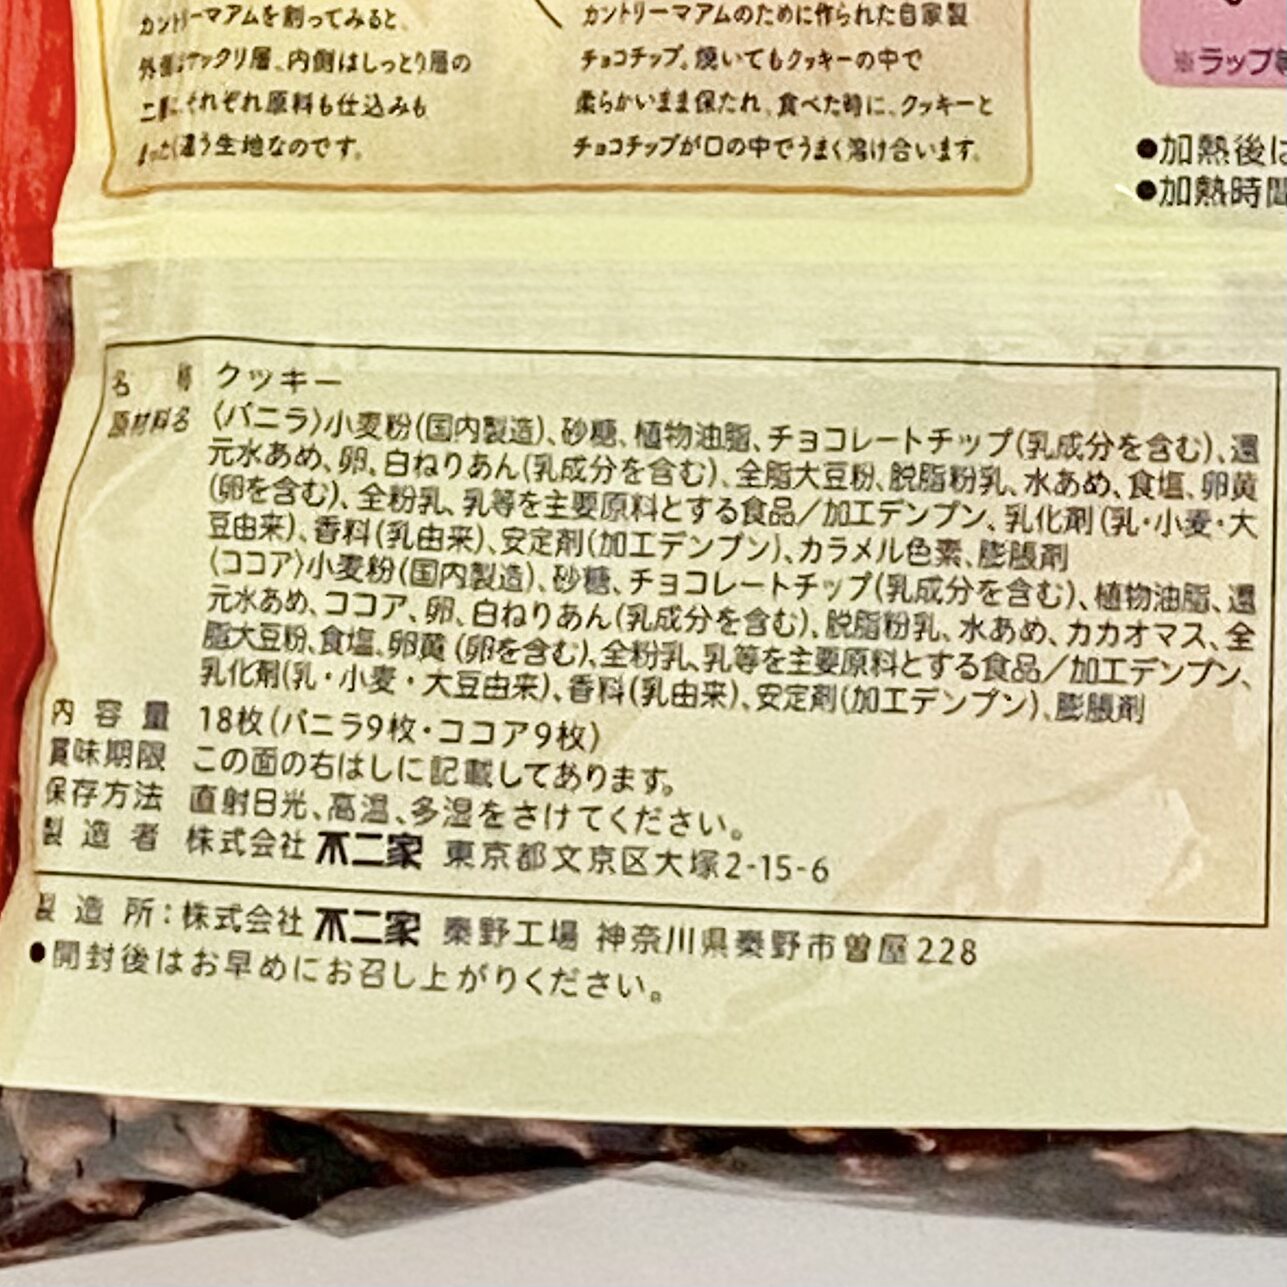 カントリーマアムを割ってみると、
外側はサックリ層、内側はしっとり層の
二層にそれぞれ原料も仕込みも
まったく違う生地なのです。
カントリーマアムのために作られた自家製
チョコチップ。焼いてもクッキーの中で
柔らかいまま保たれ、食べた時に、クッキーと
チョコチップが口の中でうまく溶け合います。
※ラップ
●加熱後は
●加熱時間
名 称 クッキー
原材料名 〈バニラ〉小麦粉(国内製造)、砂糖、植物油脂、チョコレートチップ(乳成分を含む)、還
元水あめ、卵、白ねりあん(乳成分を含む)、全脂大豆粉、脱脂粉乳、水あめ、食塩、卵黄
(卵を含む)、全粉乳、乳等を主要原料とする食品/加工デンプン、乳化剤(乳・小麦・大
豆由来)、香料(乳由来)、安定剤(加工デンプン)、カラメル色素、膨脹剤
〈ココア〉小麦粉(国内製造)、砂糖、チョコレートチップ(乳成分を含む)、植物油脂、還
元水あめ、ココア、卵、白ねりあん(乳成分を含む)、脱脂粉乳、水あめ、カカオマス、全
脂大豆粉、食塩、卵黄(卵を含む)、全粉乳、乳等を主要原料とする食品/加工デンプン、
乳化剤(乳・小麦・大豆由来)、香料(乳由来)、安定剤(加工デンプン)、膨脹剤
内容量 18枚(バニラ9枚・ココア9枚)
賞味期限 この面の右はしに記載してあります。
保存方法 直射日光、高温、多湿をさけてください。
製造者 株式会社 不二家 東京都文京区大塚2-15-6
製造所:株式会社 不二家 秦野工場 神奈川県秦野市曽屋228
●開封後はお早めにお召し上がりください。